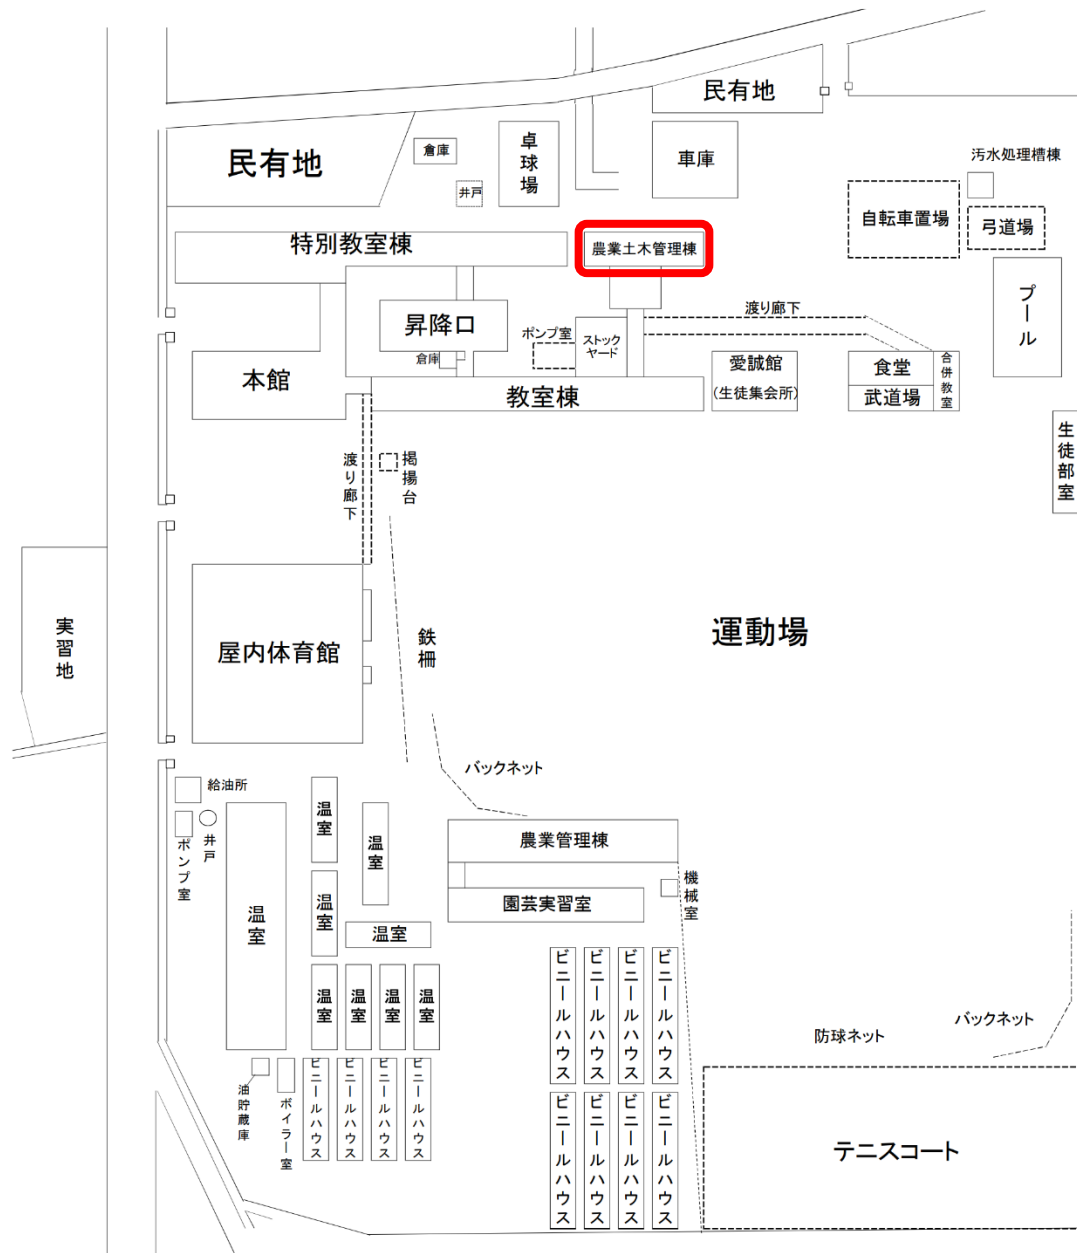 民有地
民有地
倉庫
卓球場
車庫
井戸
汚水処理槽棟
自転車置場
弓道場
特別教室棟
農業土木管理棟
プール
昇降口
倉庫
ポンプ室
ストック
ヤード
渡り廊下
本館
教室棟
愛誠館
(生徒集会所)
食堂
武道場
合併教室
生徒部室
渡り廊下
掲揚台
実習地
屋内体育館
鉄柵
運動場
バックネット
給油所
ポンプ室
井戸
温室
温室
温室
温室
温室
温室
温室
温室
温室
農業管理棟
園芸実習室
機械室
ビニールハウス
ビニールハウス
ビニールハウス
ビニールハウス
防球ネット
バックネット
油貯蔵庫
ボイラー室
ビニールハウス
ビニールハウス
ビニールハウス
ビニールハウス
ビニールハウス
ビニールハウス
ビニールハウス
ビニールハウス
テニスコート